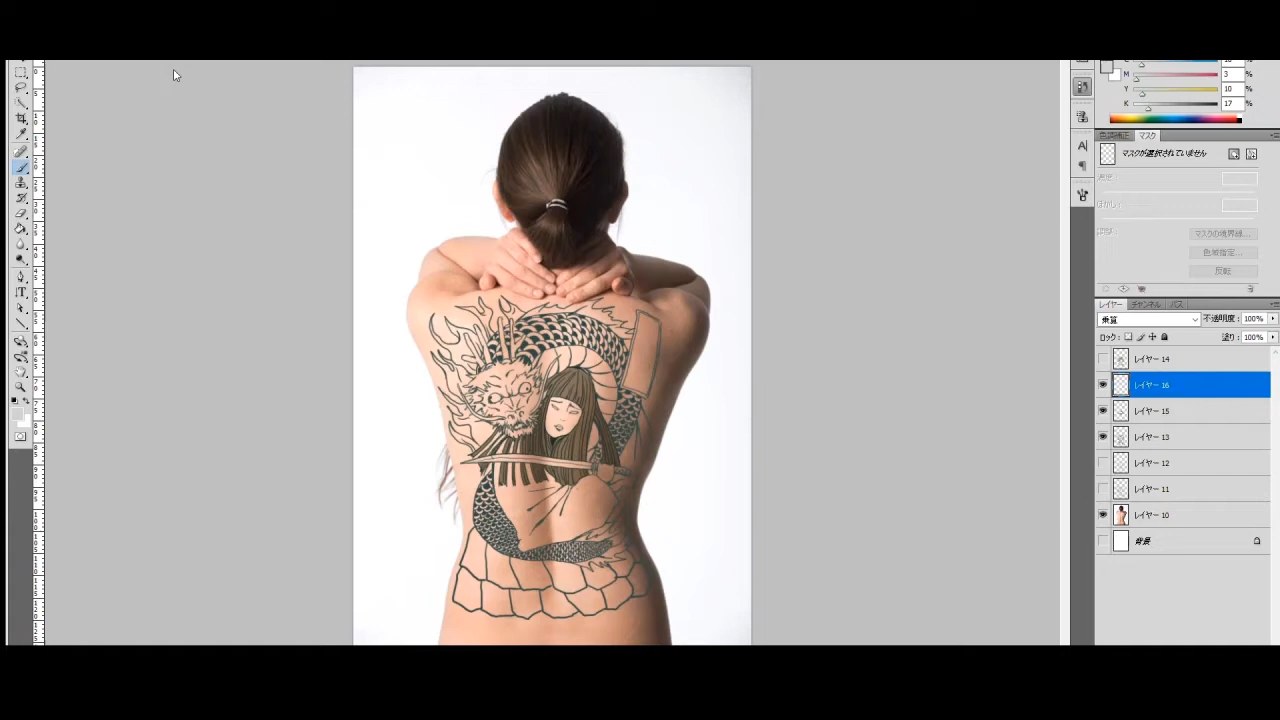 M 3 %
Y 10 %
K 17 %
色調補正 マスク
マスクが選択されていません
マスクの境界線...
色域指定...
反転
レイヤー チャンネル パス
乗算 不透明度: 100%
ロック: 塗り: 100%
レイヤー 14
レイヤー 16
レイヤー 15
レイヤー 13
レイヤー 12
レイヤー 11
レイヤー 10
背景